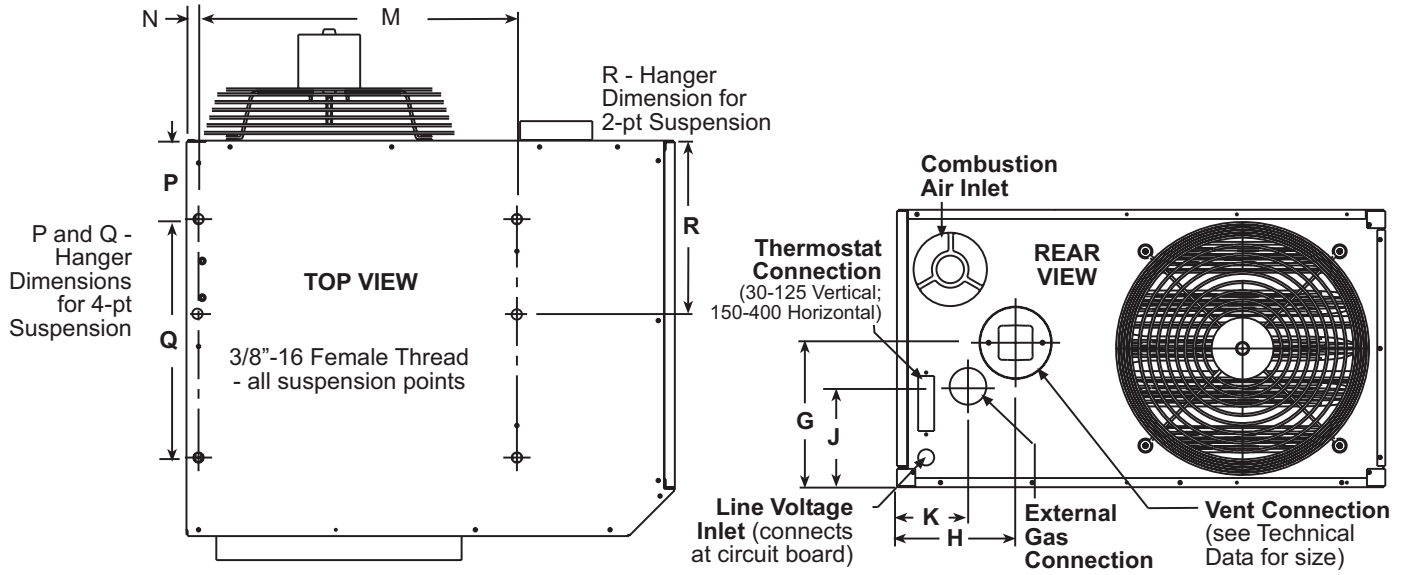 N
M
R - Hanger
Dimension for
2-pt Suspension
P
R
P and Q -
Hanger
Dimensions
for 4-pt
Suspension
TOP VIEW
Q
3/8”-16 Female Thread
- all suspension points
Combustion
Air Inlet
Thermostat
Connection
(30-125 Vertical;
150-400 Horizontal)
REAR
VIEW
G
J
Line Voltage
Inlet (connects
at circuit board)
K
H
External
Gas
Connection
Vent Connection
(see Technical
Data for size)